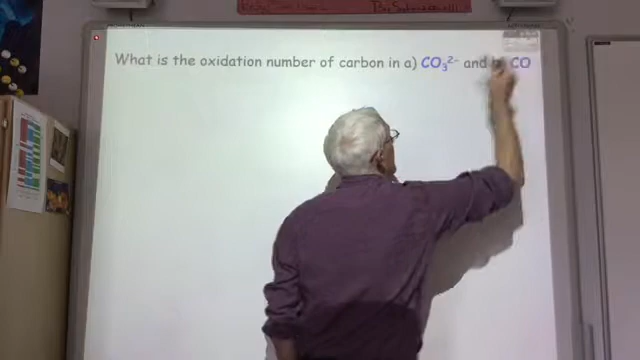 What is the oxidation number of carbon in a) CO₃²⁻ and b) CO